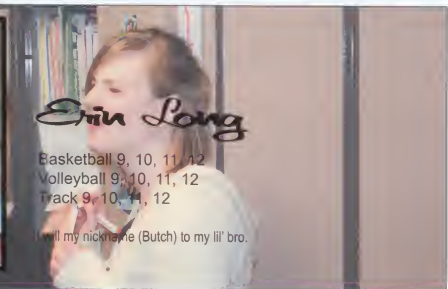 Erin Long
Basketball 9, 10, 11, 12
Volleyball 9, 10, 11, 12
Track 9, 10, 11, 12
I will my nickname (Butch) to my lil' bro.